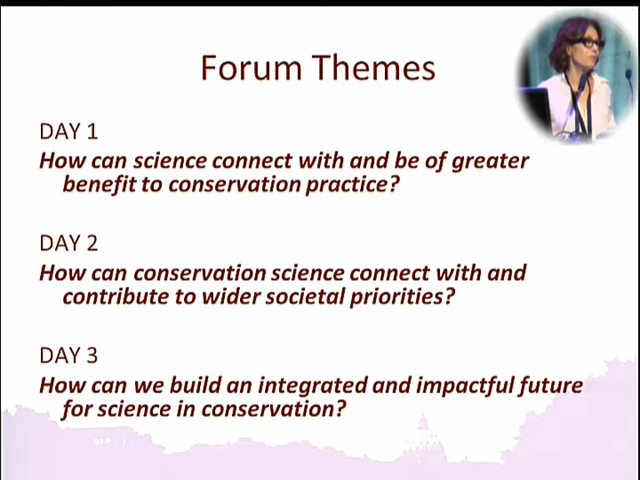 Forum Themes
DAY 1
How can science connect with and be of greater
benefit to conservation practice?
DAY 2
How can conservation science connect with and
contribute to wider societal priorities?
DAY 3
How can we build an integrated and impactful future
for science in conservation?